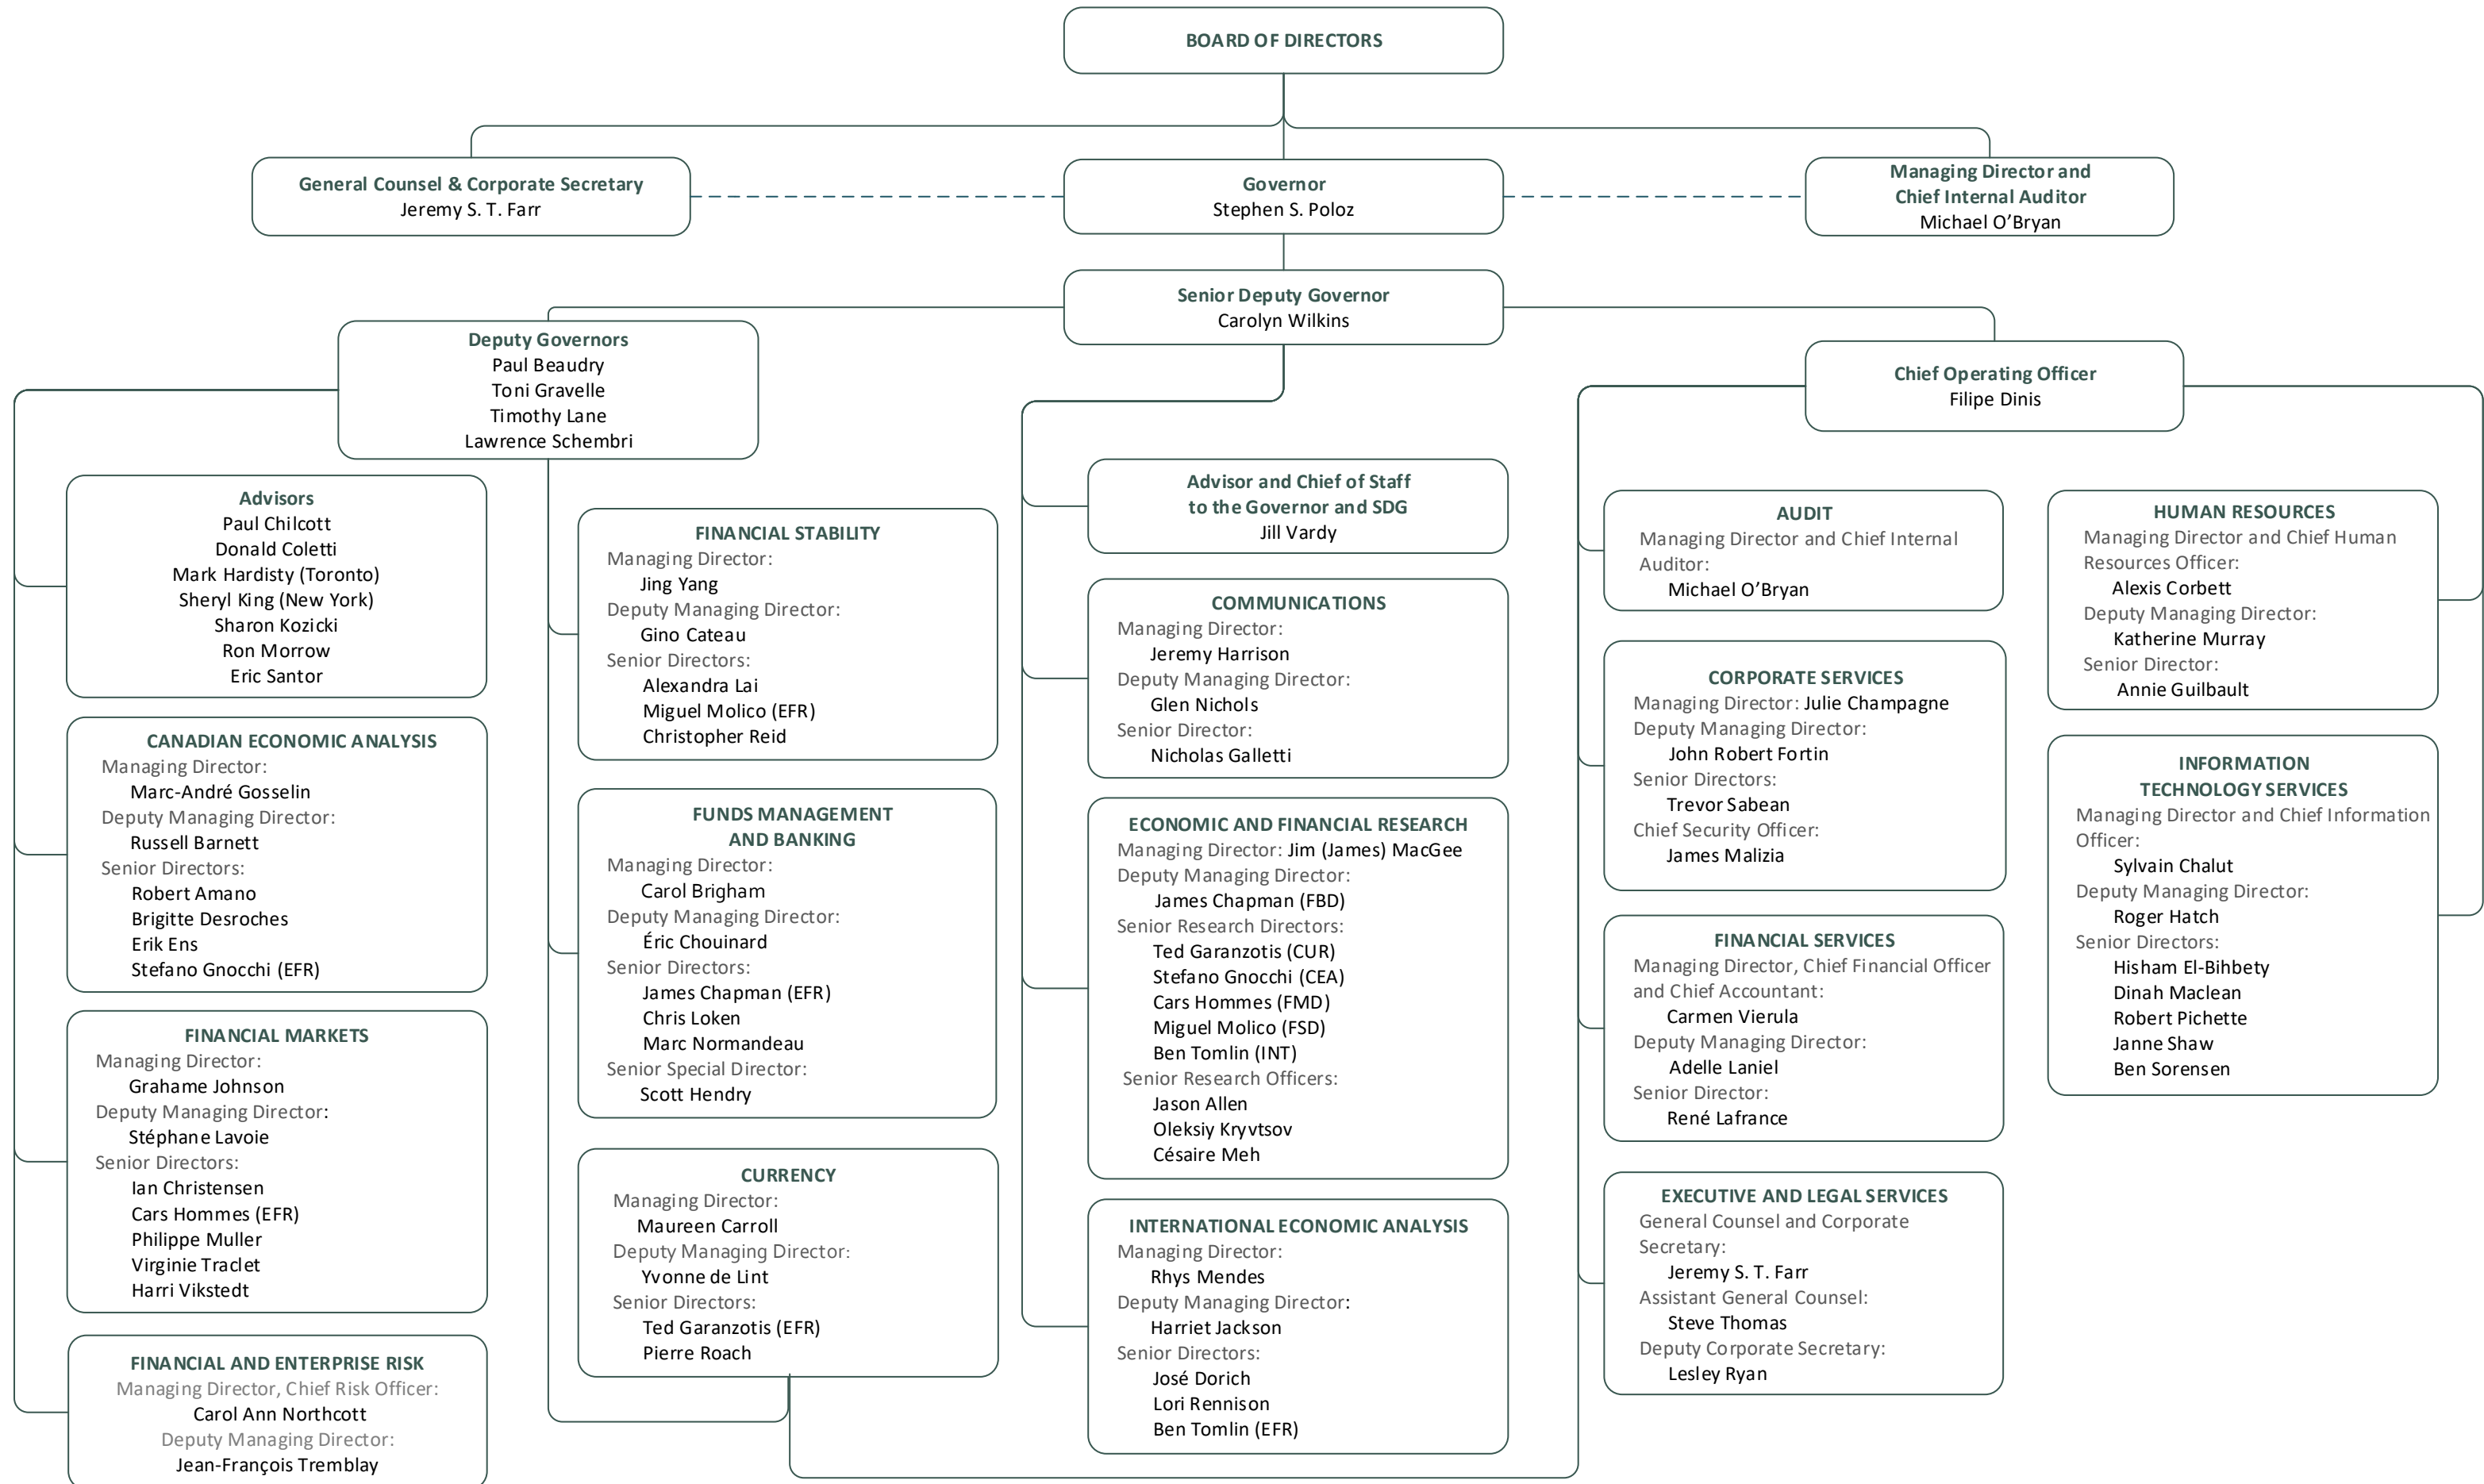 BOARD OF DIRECTORS
General Counsel & Corporate Secretary
Jeremy S. T. Farr
Governor
Stephen S. Poloz
Managing Director and
Chief Internal Auditor
Michael O’Bryan
Senior Deputy Governor
Carolyn Wilkins
Deputy Governors
Paul Beaudry
Toni Gravelle
Timothy Lane
Lawrence Schembri
Chief Operating Officer
Filipe Dinis
Advisors
Paul Chilcott
Donald Coletti
Mark Hardisty (Toronto)
Sheryl King (New York)
Sharon Kozicki
Ron Morrow
Eric Santor
CANADIAN ECONOMIC ANALYSIS
Managing Director:
Marc-André Gosselin
Deputy Managing Director:
Russell Barnett
Senior Directors:
Robert Amano
Brigitte Desroches
Erik Ens
Stefano Gnocchi (EFR)
FINANCIAL MARKETS
Managing Director:
Grahame Johnson
Deputy Managing Director:
Stéphane Lavoie
Senior Directors:
Ian Christensen
Cars Hommes (EFR)
Philippe Muller
Virginie Traclet
Harri Vikstedt
FINANCIAL AND ENTERPRISE RISK
Managing Director, Chief Risk Officer:
Carol Ann Northcott
Deputy Managing Director:
Jean-François Tremblay
FINANCIAL STABILITY
Managing Director:
Jing Yang
Deputy Managing Director:
Gino Cateau
Senior Directors:
Alexandra Lai
Miguel Molico (EFR)
Christopher Reid
FUNDS MANAGEMENT
AND BANKING
Managing Director:
Carol Brigham
Deputy Managing Director:
Éric Chouinard
Senior Directors:
James Chapman (EFR)
Chris Loken
Marc Normandeau
Senior Special Director:
Scott Hendry
CURRENCY
Managing Director:
Maureen Carroll
Deputy Managing Director:
Yvonne de Lint
Senior Directors:
Ted Garanzotis (EFR)
Pierre Roach
Advisor and Chief of Staff
to the Governor and SDG
Jill Vardy
COMMUNICATIONS
Managing Director:
Jeremy Harrison
Deputy Managing Director:
Glen Nichols
Senior Director:
Nicholas Galletti
ECONOMIC AND FINANCIAL RESEARCH
Managing Director: Jim (James) MacGee
Deputy Managing Director:
James Chapman (FBD)
Senior Research Directors:
Ted Garanzotis (CUR)
Stefano Gnocchi (CEA)
Cars Hommes (FMD)
Miguel Molico (FSD)
Ben Tomlin (INT)
Senior Research Officers:
Jason Allen
Oleksiy Kryvtsov
Césaire Meh
INTERNATIONAL ECONOMIC ANALYSIS
Managing Director:
Rhys Mendes
Deputy Managing Director:
Harriet Jackson
Senior Directors:
José Dorich
Lori Rennison
Ben Tomlin (EFR)
AUDIT
Managing Director and Chief Internal
Auditor:
Michael O’Bryan
CORPORATE SERVICES
Managing Director: Julie Champagne
Deputy Managing Director:
John Robert Fortin
Senior Directors:
Trevor Sabean
Chief Security Officer:
James Malizia
FINANCIAL SERVICES
Managing Director, Chief Financial Officer
and Chief Accountant:
Carmen Vierula
Deputy Managing Director:
Adelle Laniel
Senior Director:
René Lafrance
EXECUTIVE AND LEGAL SERVICES
General Counsel and Corporate
Secretary:
Jeremy S. T. Farr
Assistant General Counsel:
Steve Thomas
Deputy Corporate Secretary:
Lesley Ryan
HUMAN RESOURCES
Managing Director and Chief Human
Resources Officer:
Alexis Corbett
Deputy Managing Director:
Katherine Murray
Senior Director:
Annie Guilbault
INFORMATION
TECHNOLOGY SERVICES
Managing Director and Chief Information
Officer:
Sylvain Chalut
Deputy Managing Director:
Roger Hatch
Senior Directors:
Hisham El-Bihbety
Dinah Maclean
Robert Pichette
Janne Shaw
Ben Sorensen